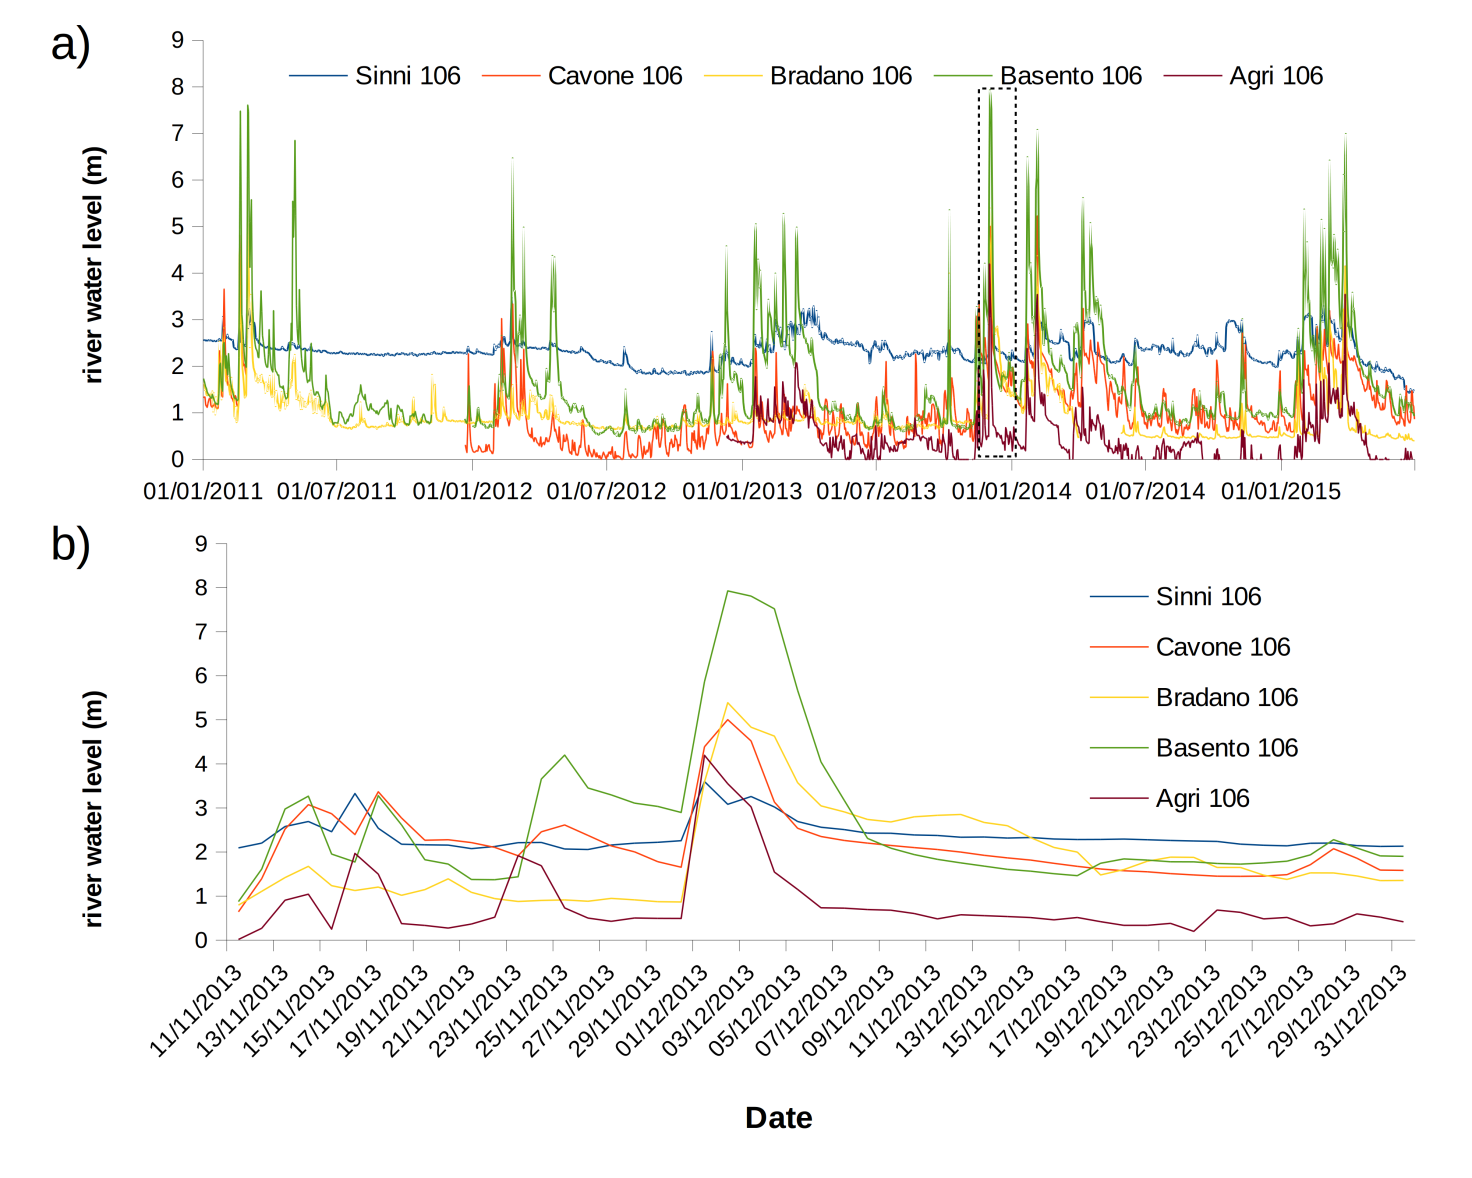 a)
9
8
7
6
5
4
3
2
1
0
river water level (m)
Sinni 106 Cavone 106 Bradano 106 Basento 106 Agri 106
01/01/2011 01/07/2011 01/01/2012 01/07/2012 01/01/2013 01/07/2013 01/01/2014 01/07/2014 01/01/2015
b)
9
8
7
6
5
4
3
2
1
0
river water level (m)
Sinni 106
Cavone 106
Bradano 106
Basento 106
Agri 106
11/11/2013 13/11/2013 15/11/2013 17/11/2013 19/11/2013 21/11/2013 23/11/2013 25/11/2013 27/11/2013 29/11/2013 01/12/2013 03/12/2013 05/12/2013 07/12/2013 09/12/2013 11/12/2013 13/12/2013 15/12/2013 17/12/2013 19/12/2013 21/12/2013 23/12/2013 25/12/2013 27/12/2013 29/12/2013 31/12/2013
Date